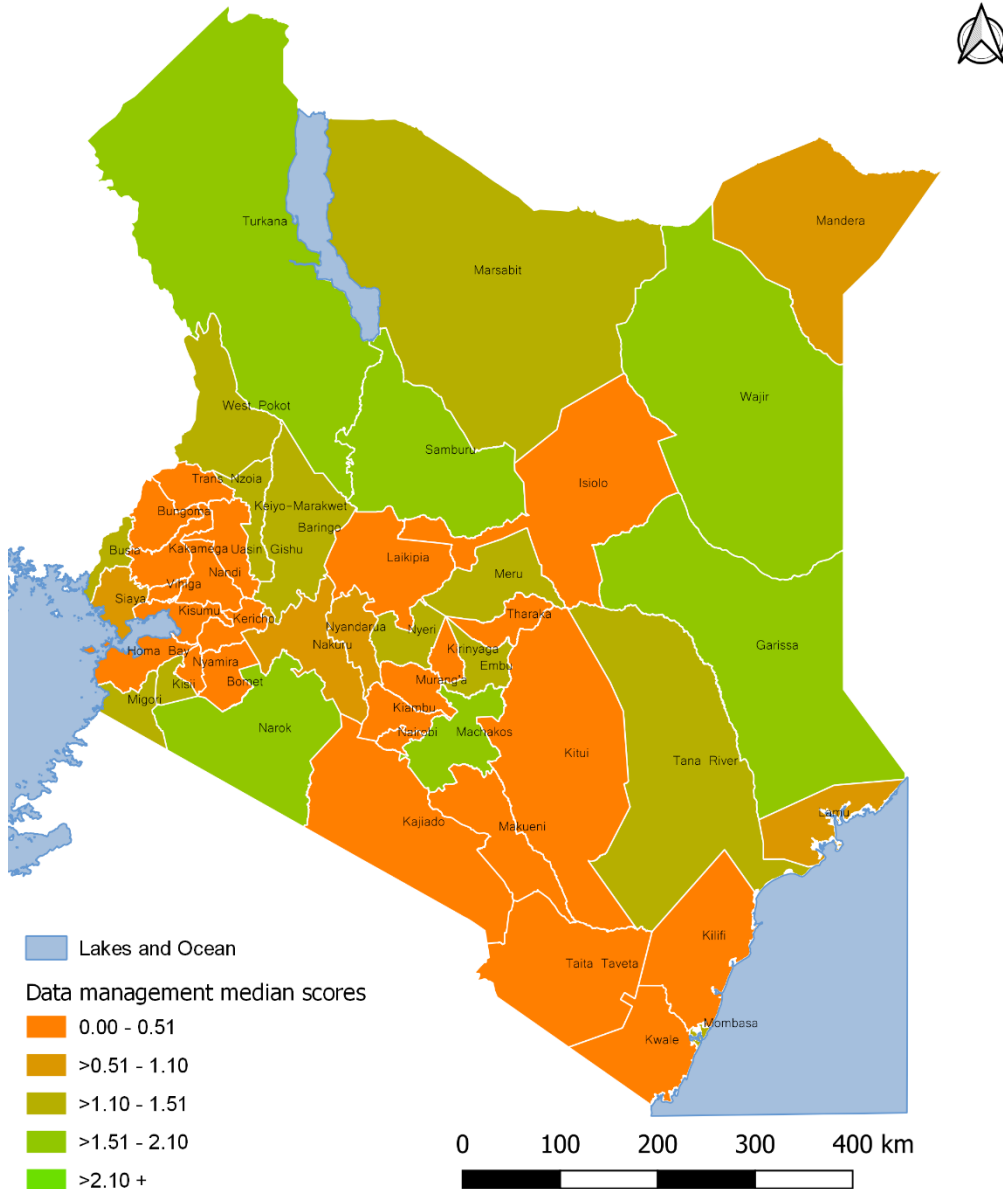 Turkana
Mandera
Marsabit
Wajir
West Pokot
Samburu
Trans Nzoia
Isiolo
Keiyo-Marakwet
Bungoma
Baringo
Busia
Kakamega
Uasin Gishu
Laikipia
Nandi
Meru
Vihiga
Siaya
Kisumu
Tharaka
Kericho
Nyandarua
Nyeri
Nakuru
Garissa
Homa Bay
Kirinyaga
Nyamira
Embu
Bomet
Murang'a
Kisii
Migori
Kiambu
Narok
Nairobi
Machakos
Kitui
Tana River
Lamu
Kajiado
Makueni
Kilifi
Taita Taveta
Mombasa
Kwale
Lakes and Ocean
Data management median scores
0.00 - 0.51
>0.51 - 1.10
>1.10 - 1.51
>1.51 - 2.10
>2.10 +
0 100 200 300 400 km